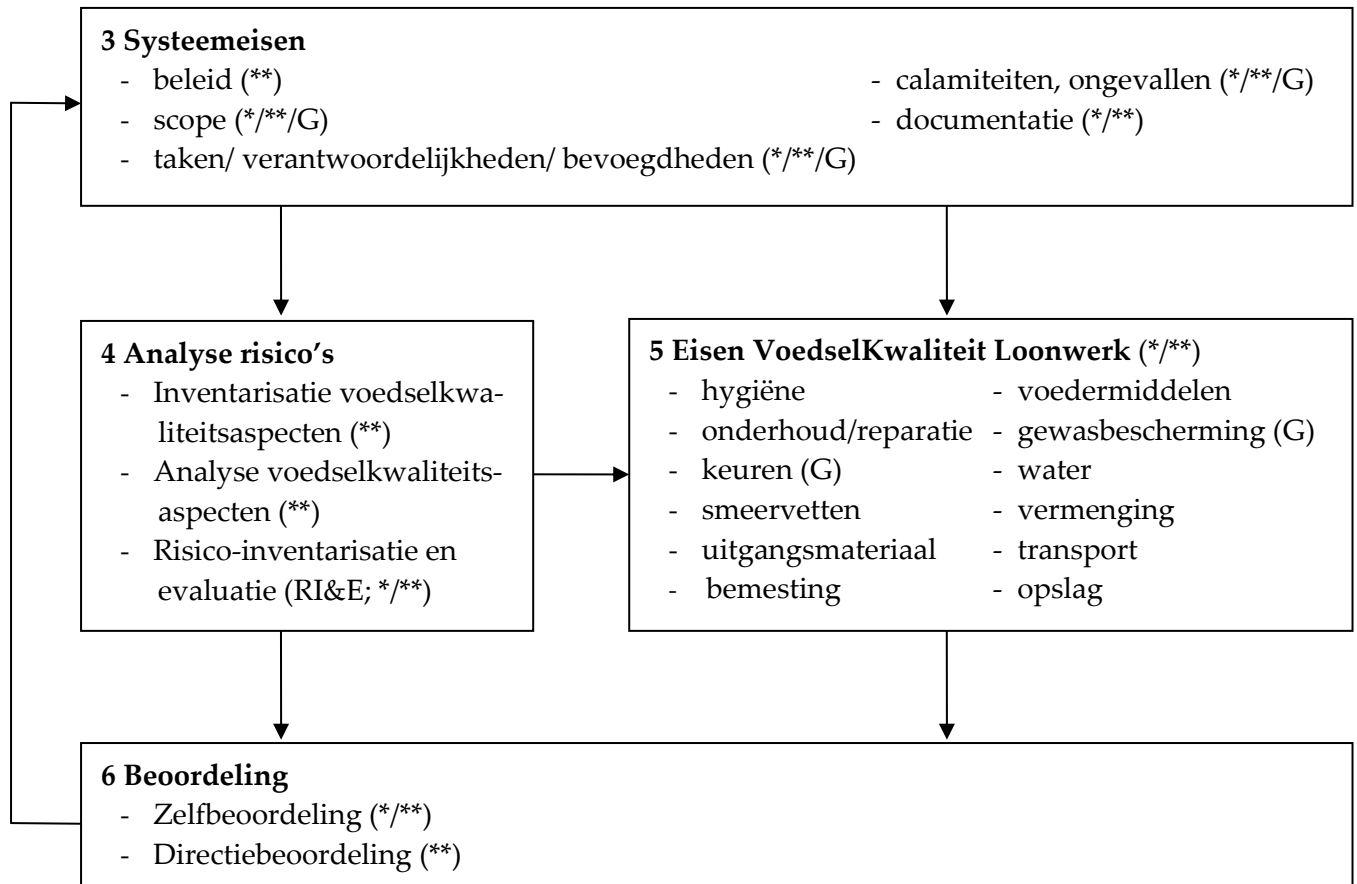 3 Systeemeisen
- beleid (**)
- scope (*/**/G)
- taken/ verantwoordelijkheden/ bevoegdheden (*/**/G)
- calamiteiten, ongevallen (*/**/G)
- documentatie (*/**)
4 Analyse risico’s
- Inventarisatie voedselkwa-
liteitsaspecten (**)
- Analyse voedselkwaliteits-
aspecten (**)
- Risico-inventarisatie en
evaluatie (RI&E; */**)
5 Eisen VoedselKwaliteit Loonwerk (*/**)
- hygiëne
- onderhoud/reparatie
- keuren (G)
- smeervetten
- uitgangsmateriaal
- bemesting
- voedermiddelen
- gewasbescherming (G)
- water
- vermenging
- transport
- opslag
6 Beoordeling
- Zelfbeoordeling (*/**)
- Directiebeoordeling (**)